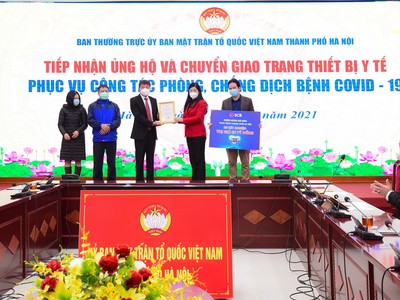 BAN THƯỜNG TRỰC ỦY BAN MẶT TRẬN TỔ QUỐC VIỆT NAM THÀNH PHỐ HÀ NỘI
TIẾP NHẬN ỦNG HỘ VÀ CHUYỂN GIAO TRANG THIẾT BỊ Y TẾ
PHỤC VỤ CÔNG TÁC PHÒNG, CHỐNG DỊCH BỆNH COVID - 19
2021
ỦY BAN MẶT TRẬN TỔ QUỐC VIỆT NAM
HÀ NỘI